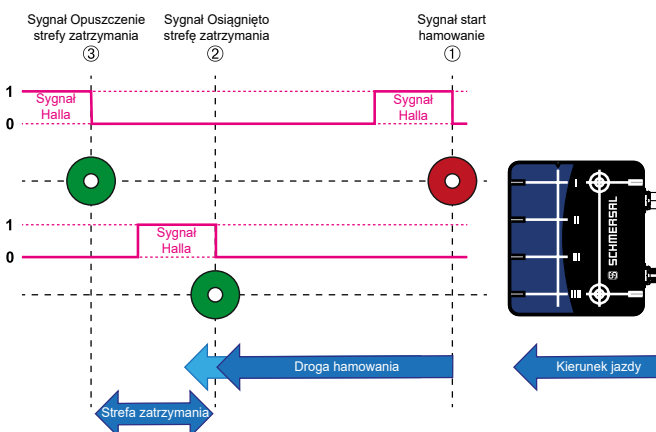 Sygnał Opuszczenie
strefy zatrzymania
③
Sygnał Osiągnięto
strefę zatrzymania
②
Sygnał start
hamowanie
①
1
0
Sygnał
Halla
Sygnał
Halla
1
0
Sygnał
Halla
I
II
III
IIII
SCHMERSAL
Droga hamowania
Kierunek jazdy
Strefa zatrzymania